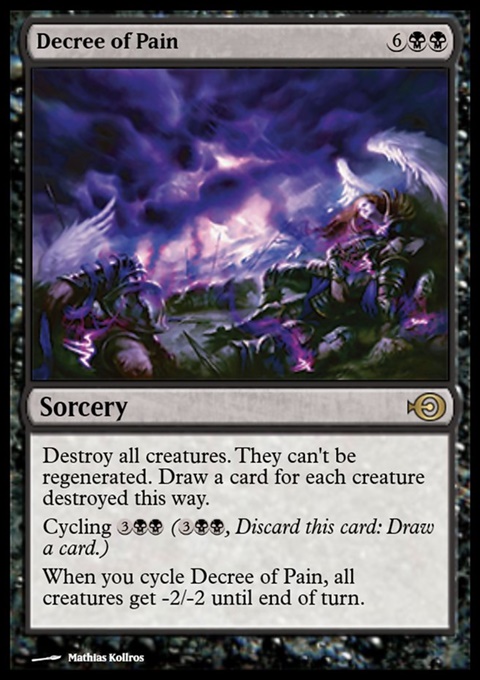 Decree of Pain 6
Sorcery
Destroy all creatures. They can't be
regenerated. Draw a card for each creature
destroyed this way.
Cycling 3 (3, Discard this card: Draw
a card.)
When you cycle Decree of Pain, all
creatures get -2/-2 until end of turn.
Mathias Kollros